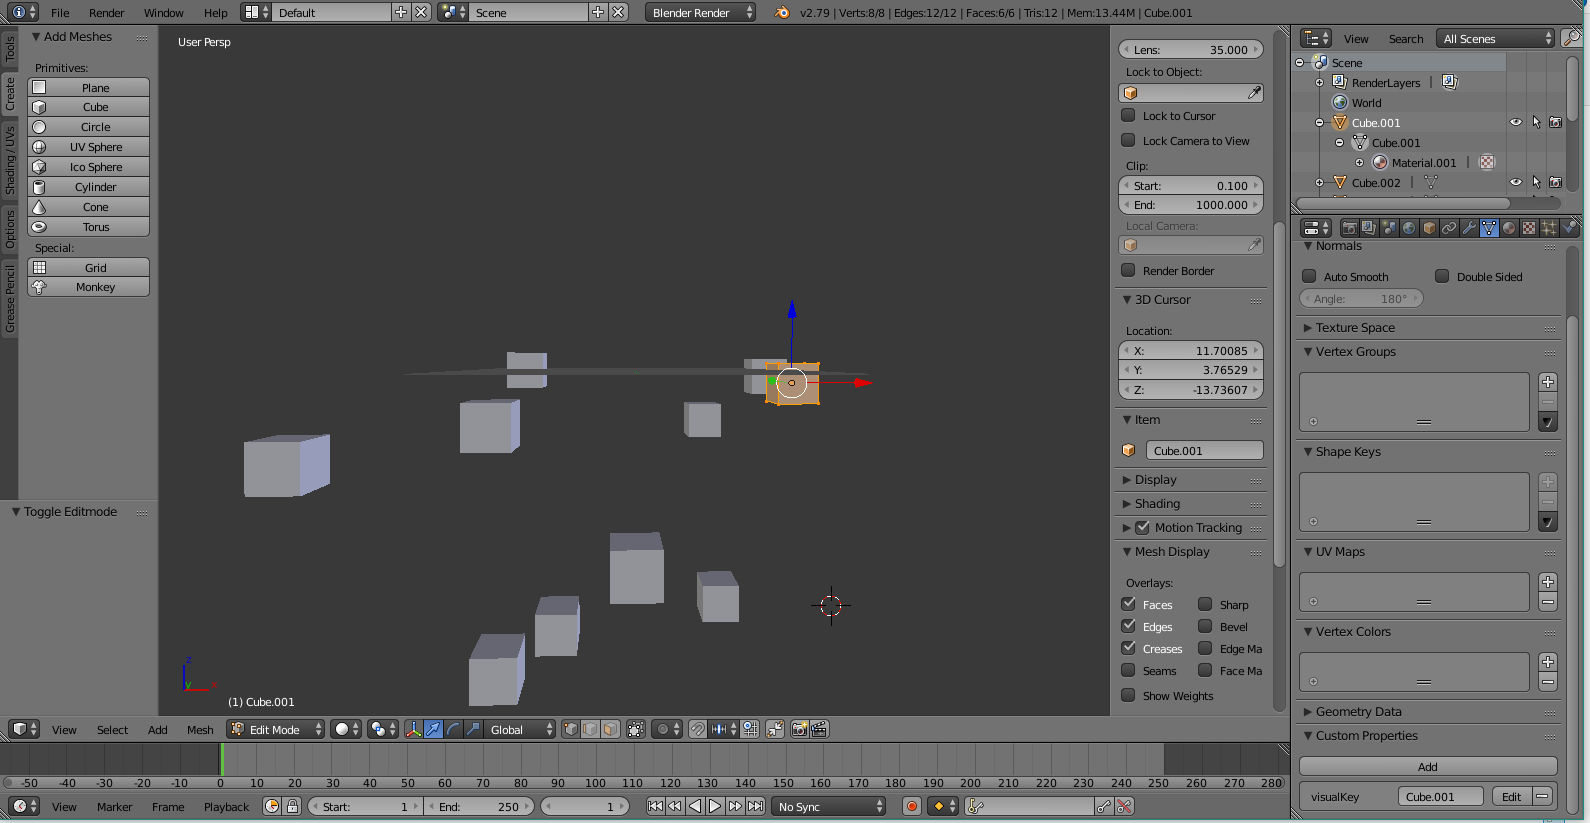 File Render Window Help Default Scene Blender Render v2.79 | Verts:8/8 | Edges:12/12 | Faces:6/6 | Tris:12 | Mem:13.44M | Cube.001
Tools
Create
Shading / UVs
Options
Grease Pencil
Add Meshes
Primitives:
Plane
Cube
Circle
UV Sphere
Ico Sphere
Cylinder
Cone
Torus
Special:
Grid
Monkey
Toggle Editmode
User Persp
z
y
x
(1) Cube.001
Lens: 35.000
Lock to Object:
Lock to Cursor
Lock Camera to View
Clip:
Start: 0.100
End: 1000.000
Local Camera:
Render Border
3D Cursor
Location:
X: 11.70085
Y: 3.76529
Z: -13.73607
Item
Cube.001
Display
Shading
Motion Tracking
Mesh Display
Overlays:
Faces Sharp
Edges Bevel
Creases Edge Ma
Seams Face Ma
Show Weights
View Search All Scenes
Scene
RenderLayers |
World
Cube.001
Cube.001
Material.001 |
Cube.002 |
Normals
Auto Smooth Double Sided
Angle: 180°
Texture Space
Vertex Groups
Shape Keys
UV Maps
Vertex Colors
Geometry Data
Custom Properties
Add
visualKey Cube.001 Edit
View Select Add Mesh Edit Mode Global
-50 -40 -30 -20 -10 0 10 20 30 40 50 60 70 80 90 100 110 120 130 140 150 160 170 180 190 200 210 220 230 240 250 260 270 280
View Marker Frame Playback Start: 1 End: 250 1 No Sync